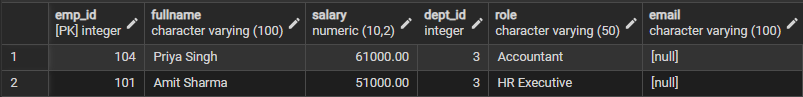 emp_id fullname salary dept_id role email
[PK] integer character varying (100) numeric (10,2) integer character varying (50) character varying (100)
1 104 Priya Singh 61000.00 3 Accountant [null]
2 101 Amit Sharma 51000.00 3 HR Executive [null]